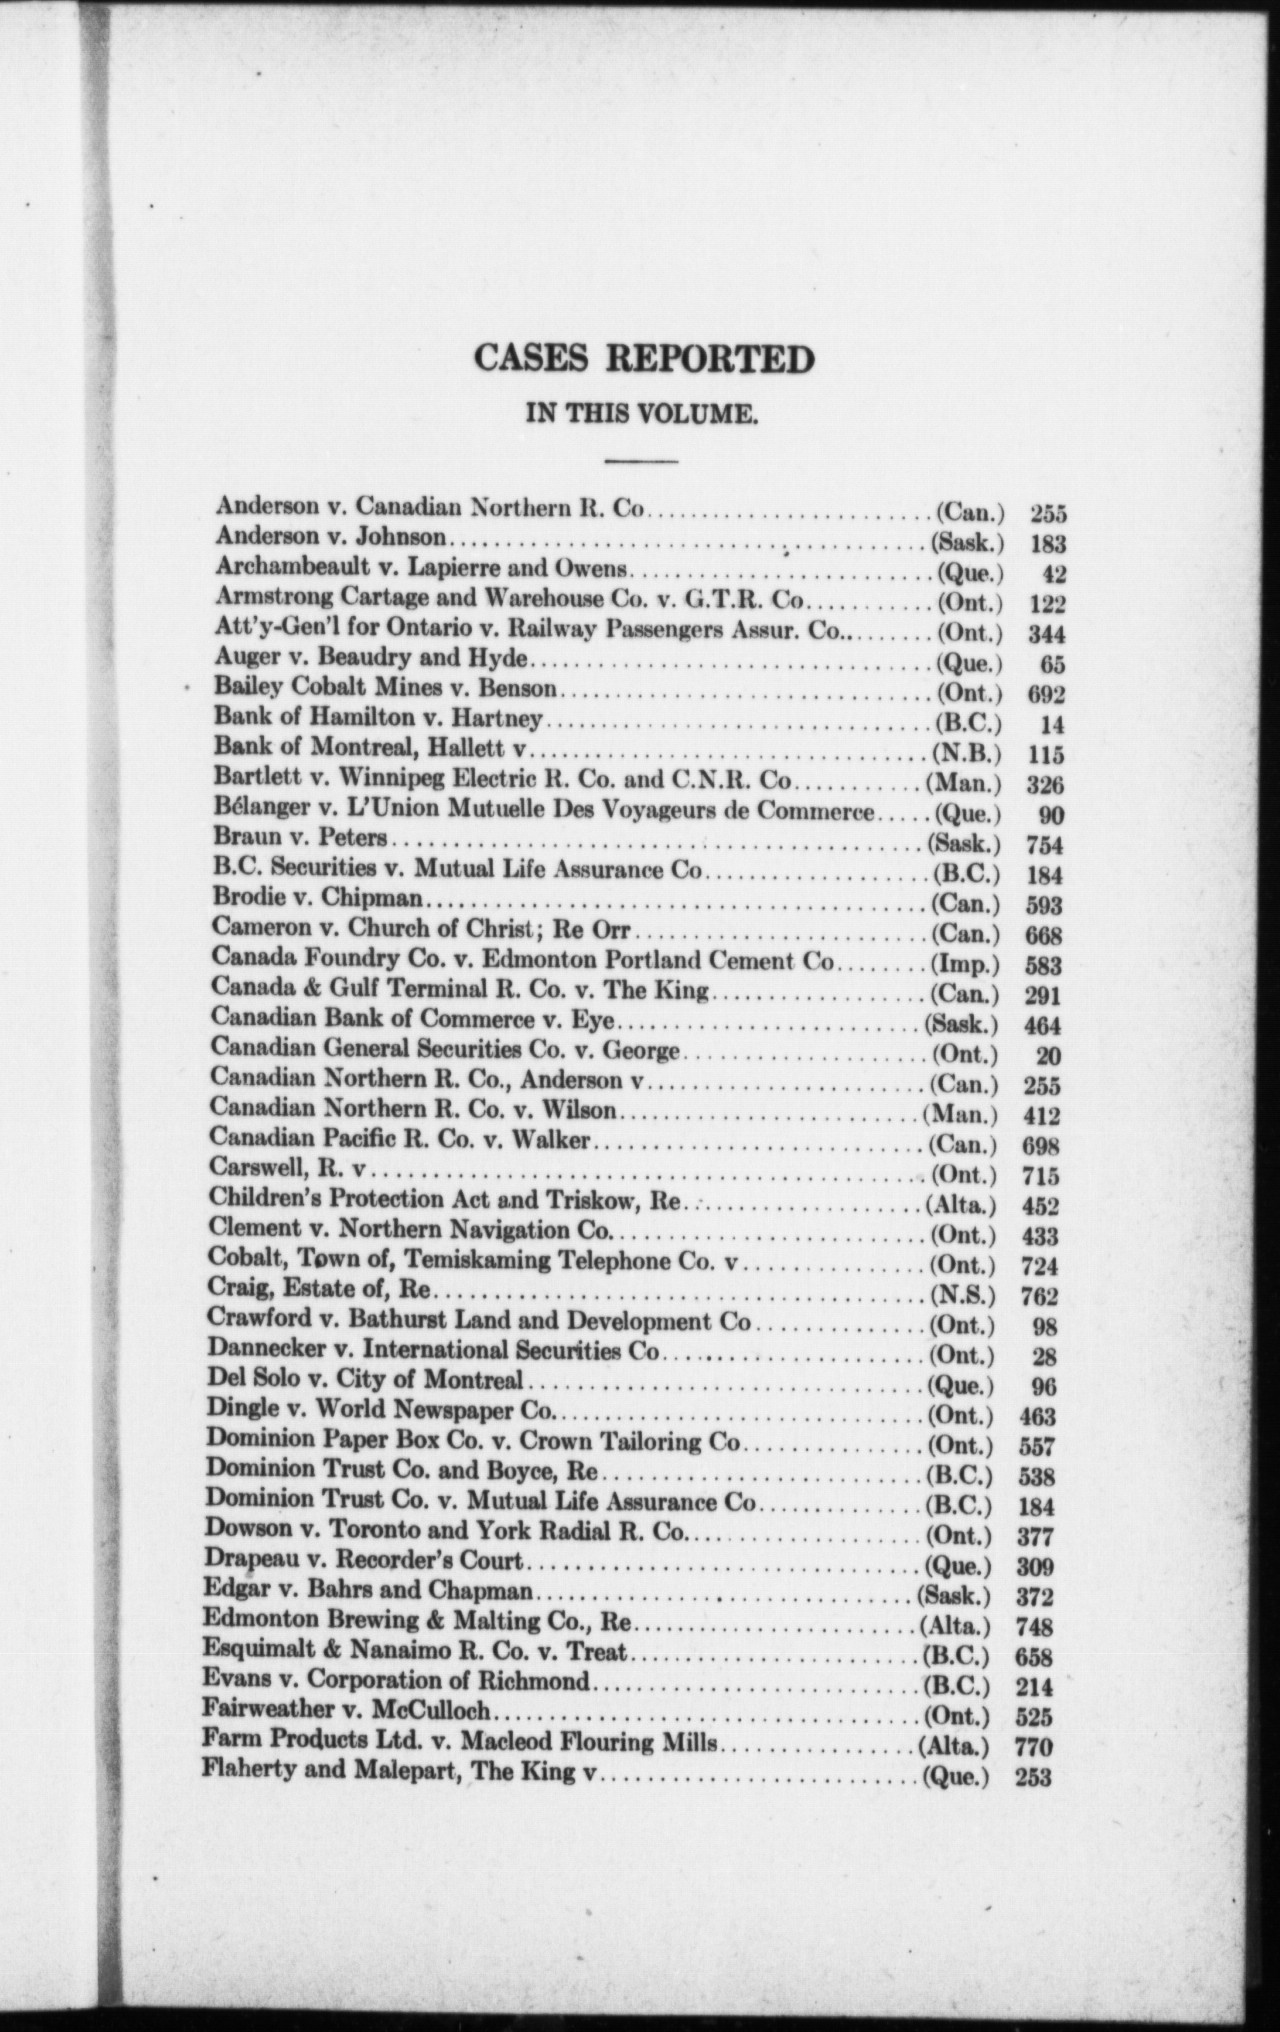 CASES REPORTED
IN THIS VOLUME.
Anderson v. Canadian Northern R. Co........................(Can.) 255
Anderson v. Johnson........................................(Sask.) 183
Archambeault v. Lapierre and Owens.........................(Que.) 42
Armstrong Cartage and Warehouse Co. v. G.T.R. Co...........(Ont.) 122
Att'y-Gen'l for Ontario v. Railway Passengers Assur. Co.........(Ont.) 344
Auger v. Beaudry and Hyde.................................(Que.) 65
Bailey Cobalt Mines v. Benson..............................(Ont.) 692
Bank of Hamilton v. Hartney................................(B.C.) 14
Bank of Montreal, Hallett v.................................(N.B.) 115
Bartlett v. Winnipeg Electric R. Co. and C.N.R. Co...........(Man.) 326
Bélanger v. L'Union Mutuelle Des Voyageurs de Commerce.....(Que.) 90
Braun v. Peters............................................(Sask.) 754
B.C. Securities v. Mutual Life Assurance Co...................(B.C.) 184
Brodie v. Chipman.........................................(Can.) 593
Cameron v. Church of Christ; Re Orr........................(Can.) 668
Canada Foundry Co. v. Edmonton Portland Cement Co........(Imp.) 583
Canada & Gulf Terminal R. Co. v. The King..................(Can.) 291
Canadian Bank of Commerce v. Eye.........................(Sask.) 464
Canadian General Securities Co. v. George....................(Ont.) 20
Canadian Northern R. Co., Anderson v.......................(Can.) 255
Canadian Northern R. Co. v. Wilson.........................(Man.) 412
Canadian Pacific R. Co. v. Walker...........................(Can.) 698
Carswell, R. v.............................................(Ont.) 715
Children's Protection Act and Triskow, Re...................(Alta.) 452
Clement v. Northern Navigation Co..........................(Ont.) 433
Cobalt, Town of, Temiskaming Telephone Co. v...............(Ont.) 724
Craig, Estate of, Re........................................(N.S.) 762
Crawford v. Bathurst Land and Development Co..............(Ont.) 98
Dannecker v. International Securities Co......................(Ont.) 28
Del Solo v. City of Montreal................................(Que.) 96
Dingle v. World Newspaper Co..............................(Ont.) 463
Dominion Paper Box Co. v. Crown Tailoring Co...............(Ont.) 557
Dominion Trust Co. and Boyce, Re..........................(B.C.) 538
Dominion Trust Co. v. Mutual Life Assurance Co..............(B.C.) 184
Dowson v. Toronto and York Radial R. Co...................(Ont.) 377
Drapeau v. Recorder's Court................................(Que.) 309
Edgar v. Bahrs and Chapman...............................(Sask.) 372
Edmonton Brewing & Malting Co., Re.......................(Alta.) 748
Esquimalt & Nanaimo R. Co. v. Treat........................(B.C.) 658
Evans v. Corporation of Richmond...........................(B.C.) 214
Fairweather v. McCulloch...................................(Ont.) 525
Farm Products Ltd. v. Macleod Flouring Mills................(Alta.) 770
Flaherty and Malepart, The King v..........................(Que.) 253